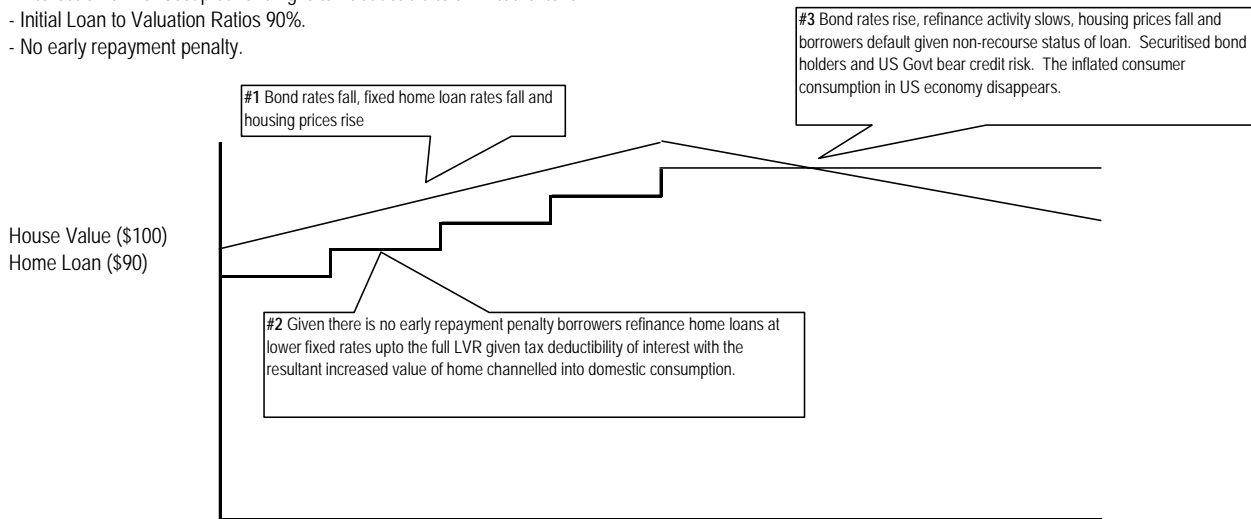 - Initial Loan to Valuation Ratios 90%.
- No early repayment penalty.
#3 Bond rates rise, refinance activity slows, housing prices fall and
borrowers default given non-recourse status of loan. Securitised bond
holders and US Govt bear credit risk. The inflated consumer
consumption in US economy disappears.
#1 Bond rates fall, fixed home loan rates fall and
housing prices rise
House Value ($100)
Home Loan ($90)
#2 Given there is no early repayment penalty borrowers refinance home loans at
lower fixed rates upto the full LVR given tax deductibility of interest with the
resultant increased value of home channelled into domestic consumption.